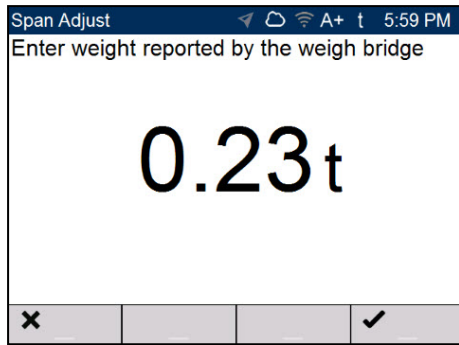 Span Adjust A+ t 5:59 PM
Enter weight reported by the weigh bridge
0.23 t